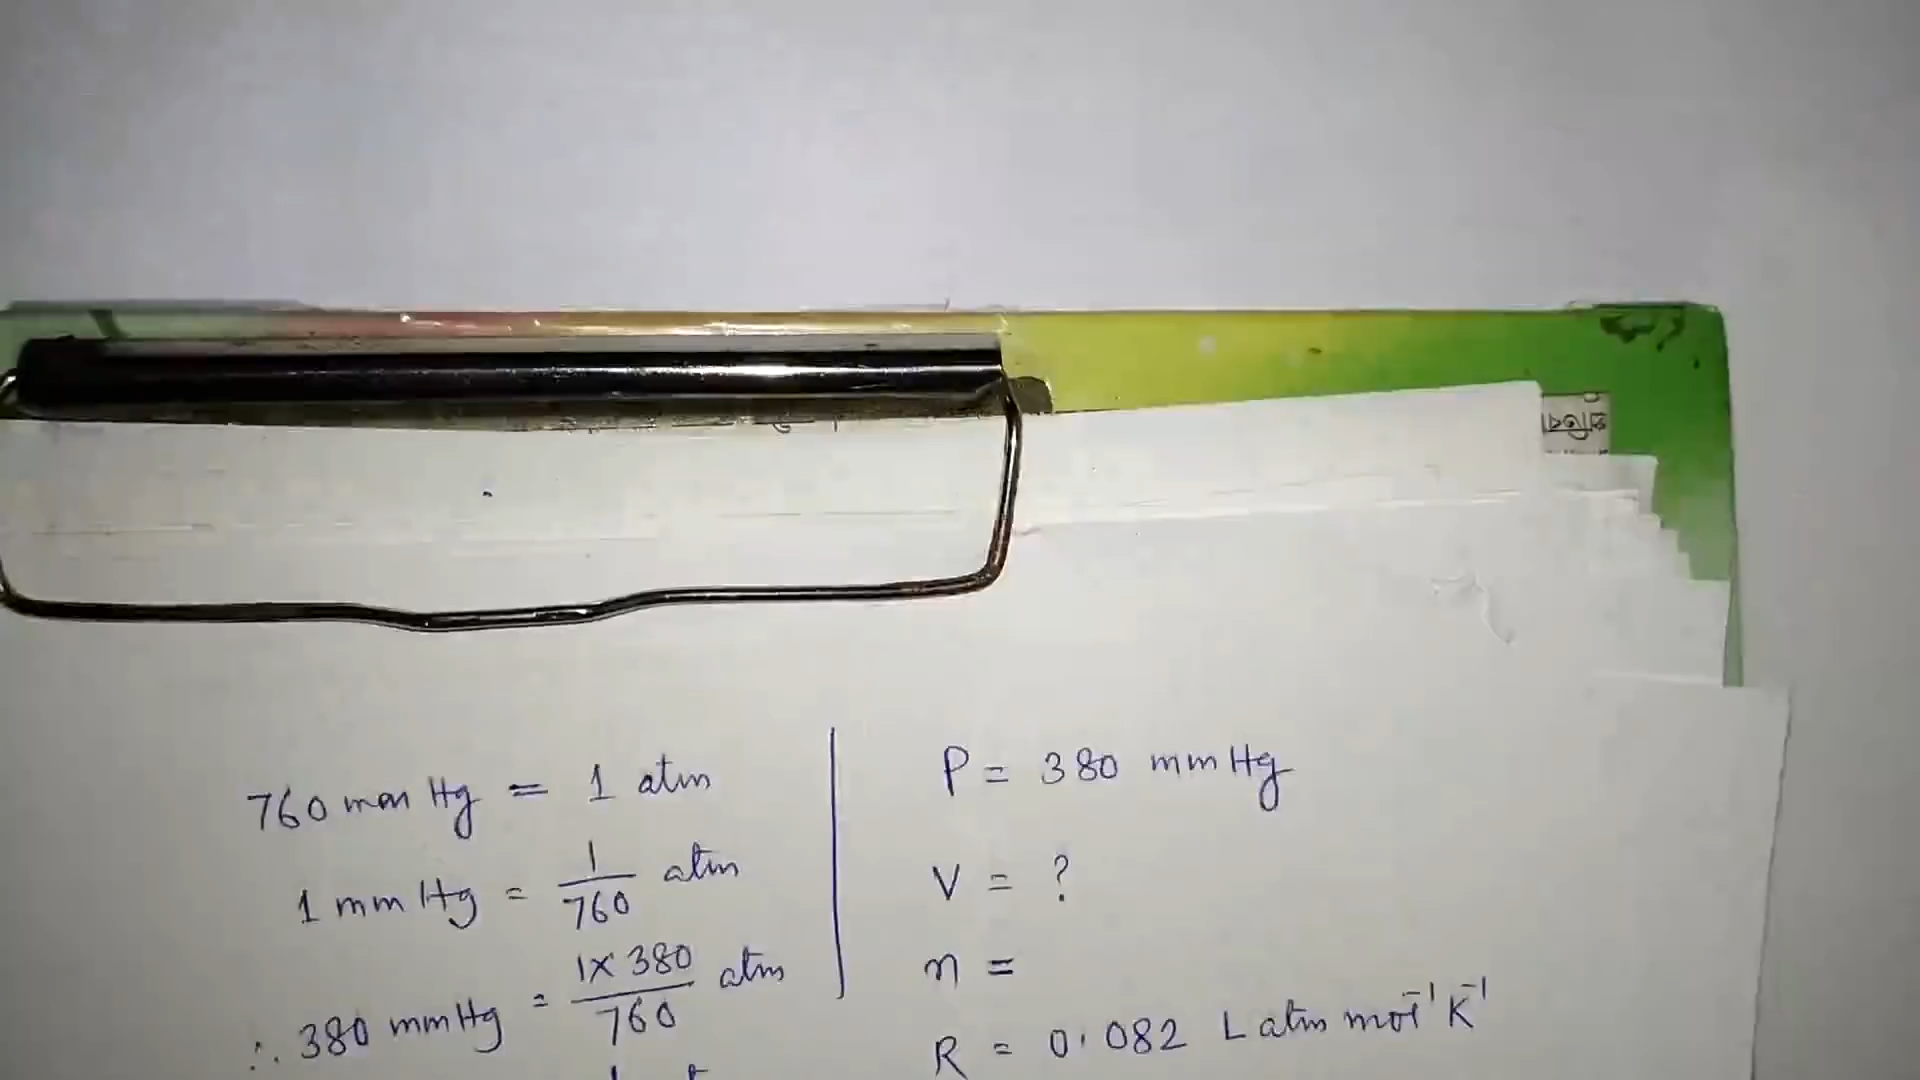 760 mm Hg = 1 atm
1 mm Hg = 1/760 atm
∴ 380 mm Hg = 1x 380/760 atm
P = 380 mm Hg
V = ?
n =
R = 0.082 L atm mol⁻¹ K⁻¹